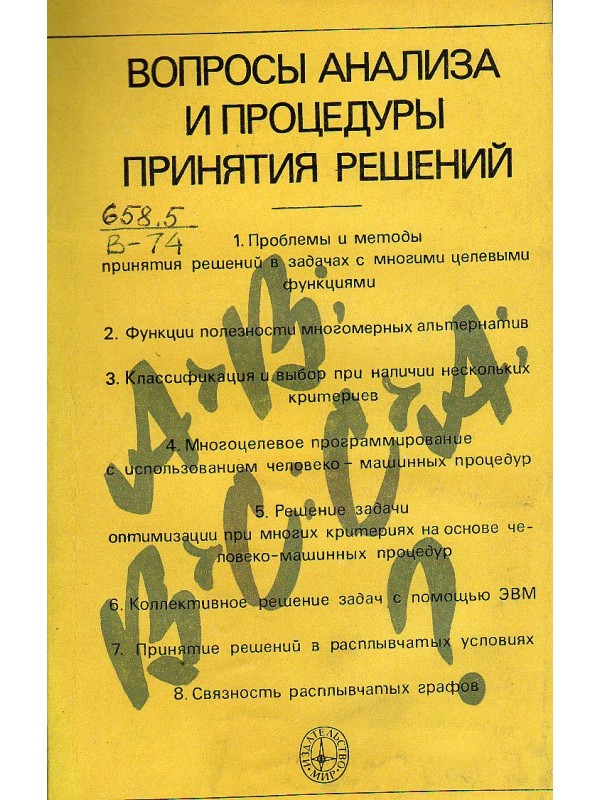 ВОПРОСЫ АНАЛИЗА
И ПРОЦЕДУРЫ
ПРИНЯТИЯ РЕШЕНИЙ
658.5
В-74
1. Проблемы и методы
принятия решений в задачах с многими целевыми
функциями
2. Функции полезности многомерных альтернатив
3. Классификация и выбор при наличии нескольких
критериев
4. Многоцелевое программирование
с использованием человеко - машинных процедур
5. Решение задачи
оптимизации при многих критериях на основе че-
ловеко-машинных процедур
6. Коллективное решение задач с помощью ЭВМ
7. Принятие решений в расплывчатых условиях
8. Связность расплывчатых графов
A~B;
B~C; C~A;
?
ИЗДАТЕЛЬСТВО
МИР